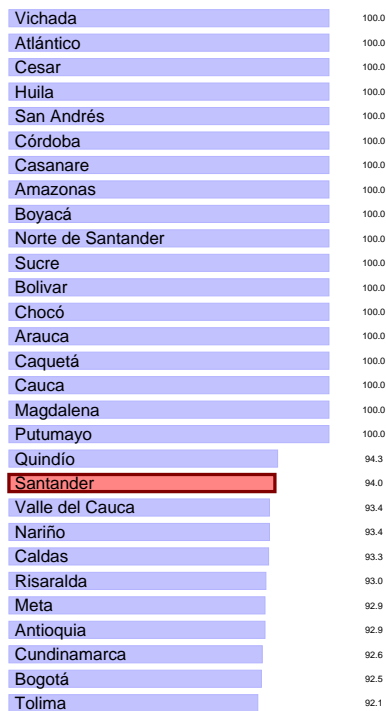 Vichada 100.0
Atlántico 100.0
Cesar 100.0
Huila 100.0
San Andrés 100.0
Córdoba 100.0
Casanare 100.0
Amazonas 100.0
Boyacá 100.0
Norte de Santander 100.0
Sucre 100.0
Bolivar 100.0
Chocó 100.0
Arauca 100.0
Caquetá 100.0
Cauca 100.0
Magdalena 100.0
Putumayo 100.0
Quindío 94.3
Santander 94.0
Valle del Cauca 93.4
Nariño 93.4
Caldas 93.3
Risaralda 93.0
Meta 92.9
Antioquia 92.9
Cundinamarca 92.6
Bogotá 92.5
Tolima 92.1